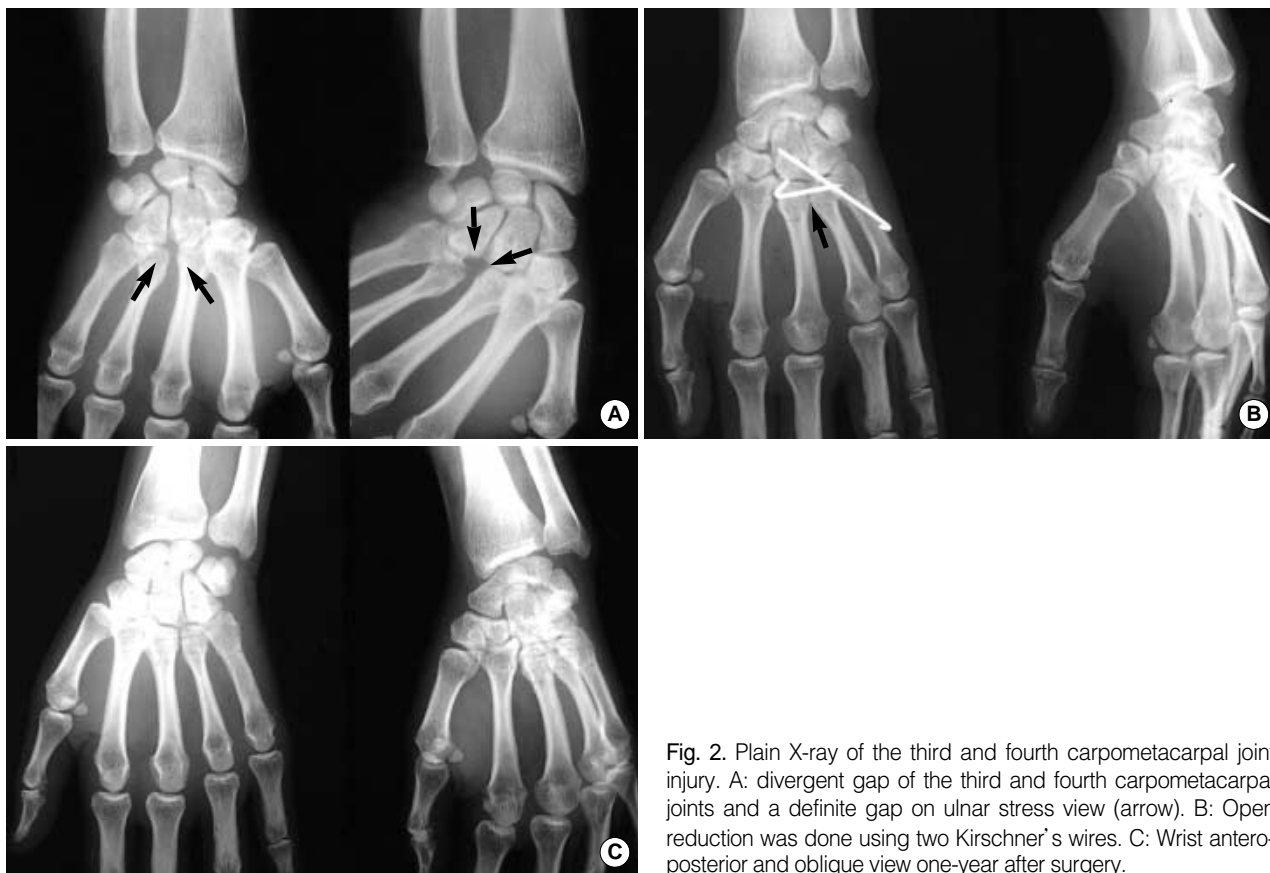 A
B
C
Fig. 2. Plain X-ray of the third and fourth carpometacarpal join
injury. A: divergent gap of the third and fourth carpometacarpa
joints and a definite gap on ulnar stress view (arrow). B: Open
reduction was done using two Kirschner's wires. C: Wrist antero-
posterior and oblique view one-year after surgery.